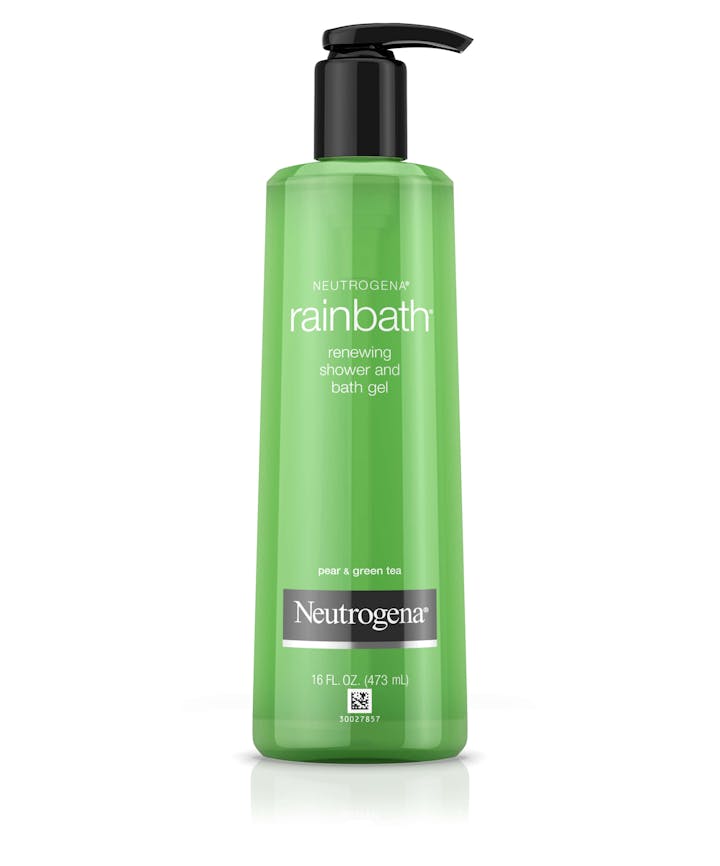 NEUTROGENA®
rainbath®
renewing
shower and
bath gel
pear & green tea
Neutrogena®
16 FL. OZ. (473 mL)
30027857